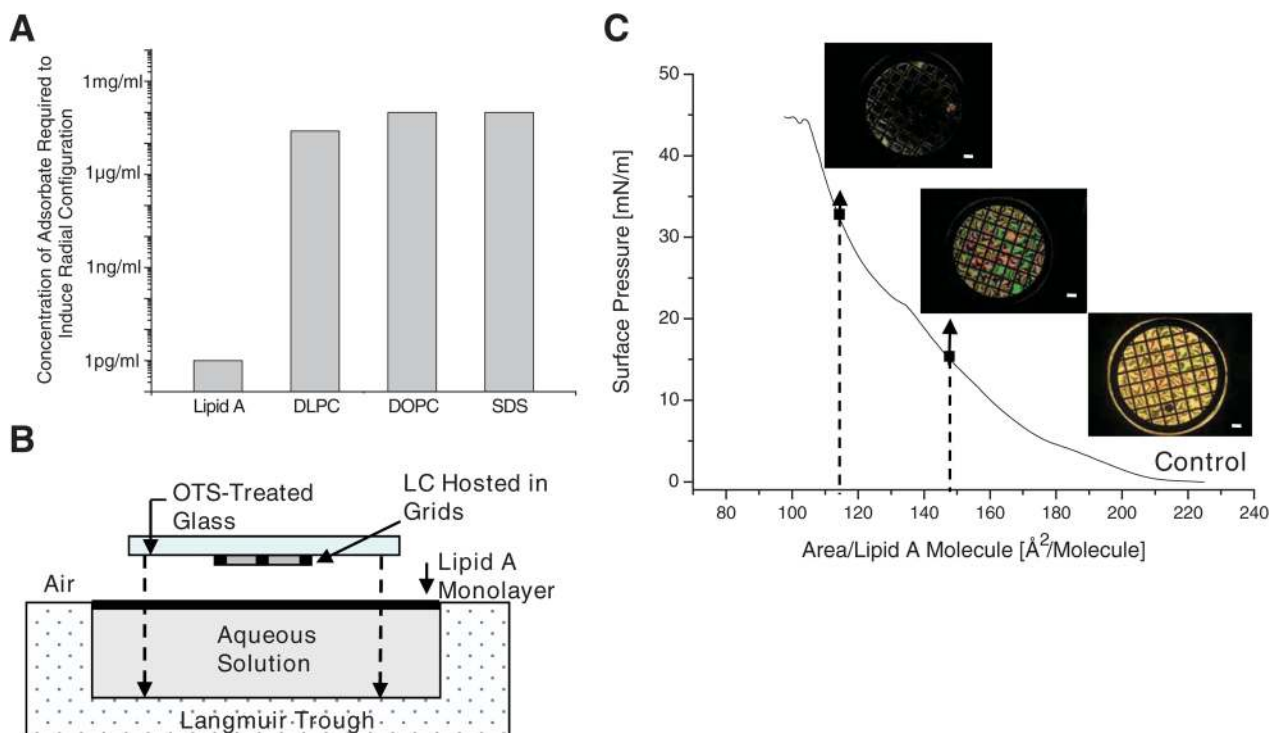 A
Concentration of Adsorbate Required to
Induce Radial Configuration
1mg/ml
1µg/ml
1ng/ml
1pg/ml
Lipid A
DLPC
DOPC
SDS
B
OTS-Treated
Glass
LC Hosted in
Grids
Lipid A
Monolayer
Air
Aqueous
Solution
Langmuir Trough
C
Surface Pressure [mN/m]
50
40
30
20
10
0
Control
80
100
120
140
160
180
200
220
240
Area/Lipid A Molecule [Å²/Molecule]